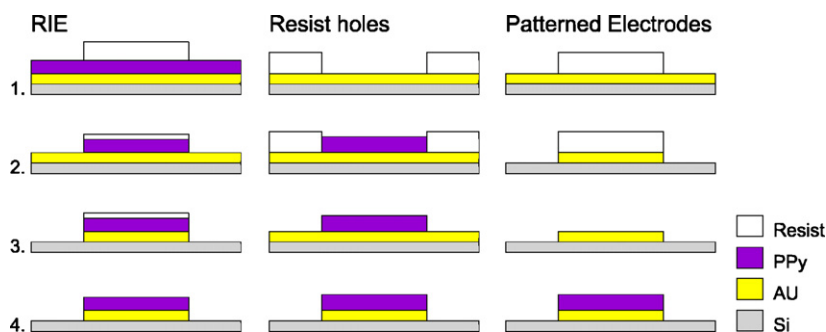 RIE
Resist holes
Patterned Electrodes
1.
2.
3.
4.
Resist
PPy
AU
Si